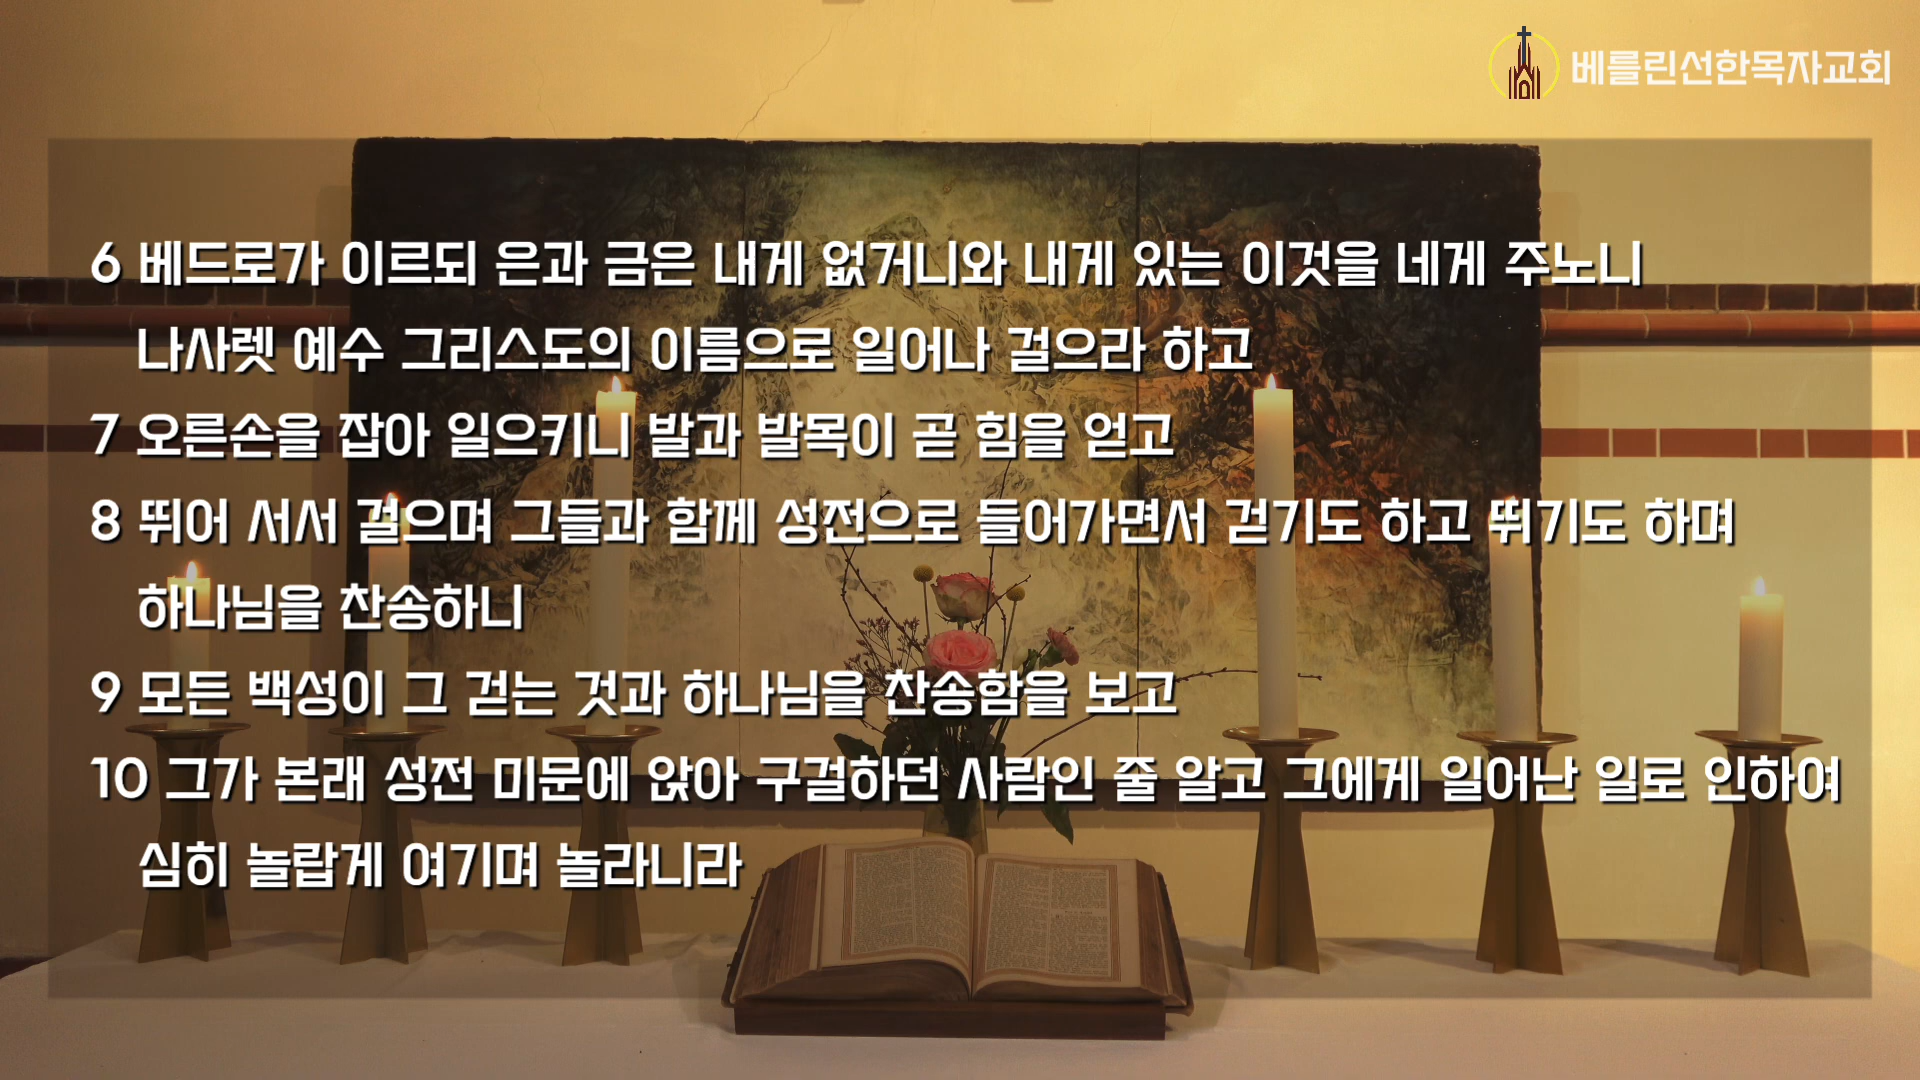 베를린선한목자교회
6 베드로가 이르되 은과 금은 내게 없거니와 내게 있는 이것을 네게 주노니
나사렛 예수 그리스도의 이름으로 일어나 걸으라 하고
7 오른손을 잡아 일으키니 발과 발목이 곧 힘을 얻고
8 뛰어 서서 걸으며 그들과 함께 성전으로 들어가면서 걷기도 하고 뛰기도 하며
하나님을 찬송하니
9 모든 백성이 그 걷는 것과 하나님을 찬송함을 보고
10 그가 본래 성전 미문에 앉아 구걸하던 사람인 줄 알고 그에게 일어난 일로 인하여
심히 놀랍게 여기며 놀라니라